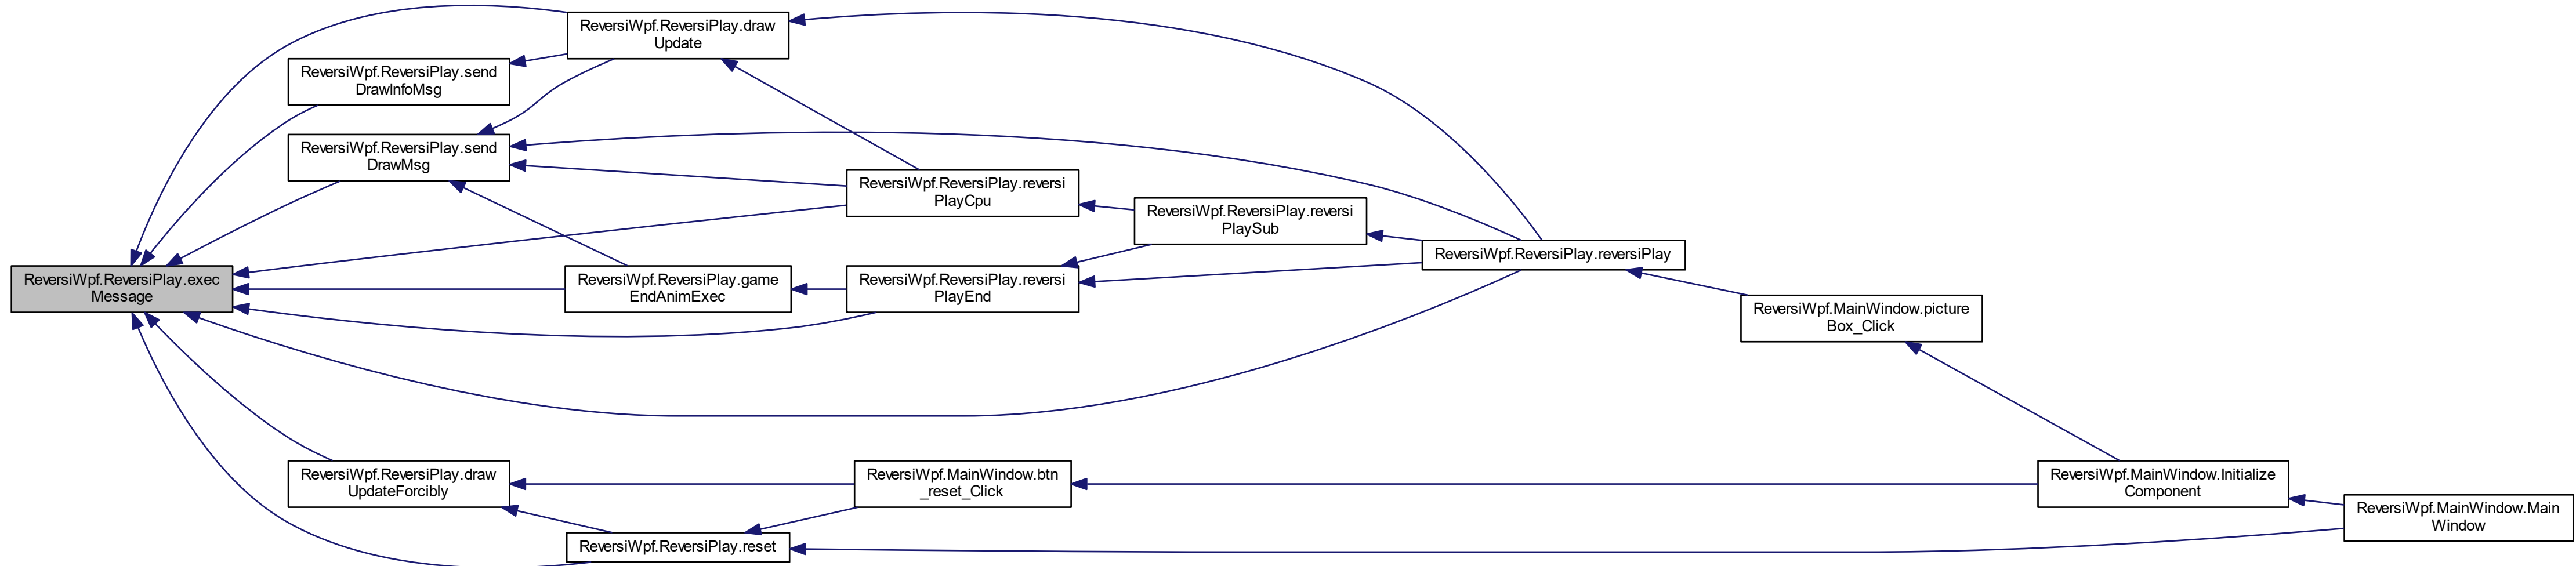 ReversiWpf.ReversiPlay.exec
Message
ReversiWpf.ReversiPlay.draw
Update
ReversiWpf.ReversiPlay.send
DrawInfoMsg
ReversiWpf.ReversiPlay.send
DrawMsg
ReversiWpf.ReversiPlay.reversi
PlayCpu
ReversiWpf.ReversiPlay.reversi
PlaySub
ReversiWpf.ReversiPlay.reversiPlay
ReversiWpf.ReversiPlay.game
EndAnimExec
ReversiWpf.ReversiPlay.reversi
PlayEnd
ReversiWpf.MainWindow.picture
Box_Click
ReversiWpf.ReversiPlay.draw
UpdateForcibly
ReversiWpf.MainWindow.btn
_reset_Click
ReversiWpf.MainWindow.Initialize
Component
ReversiWpf.MainWindow.Main
Window
ReversiWpf.ReversiPlay.reset